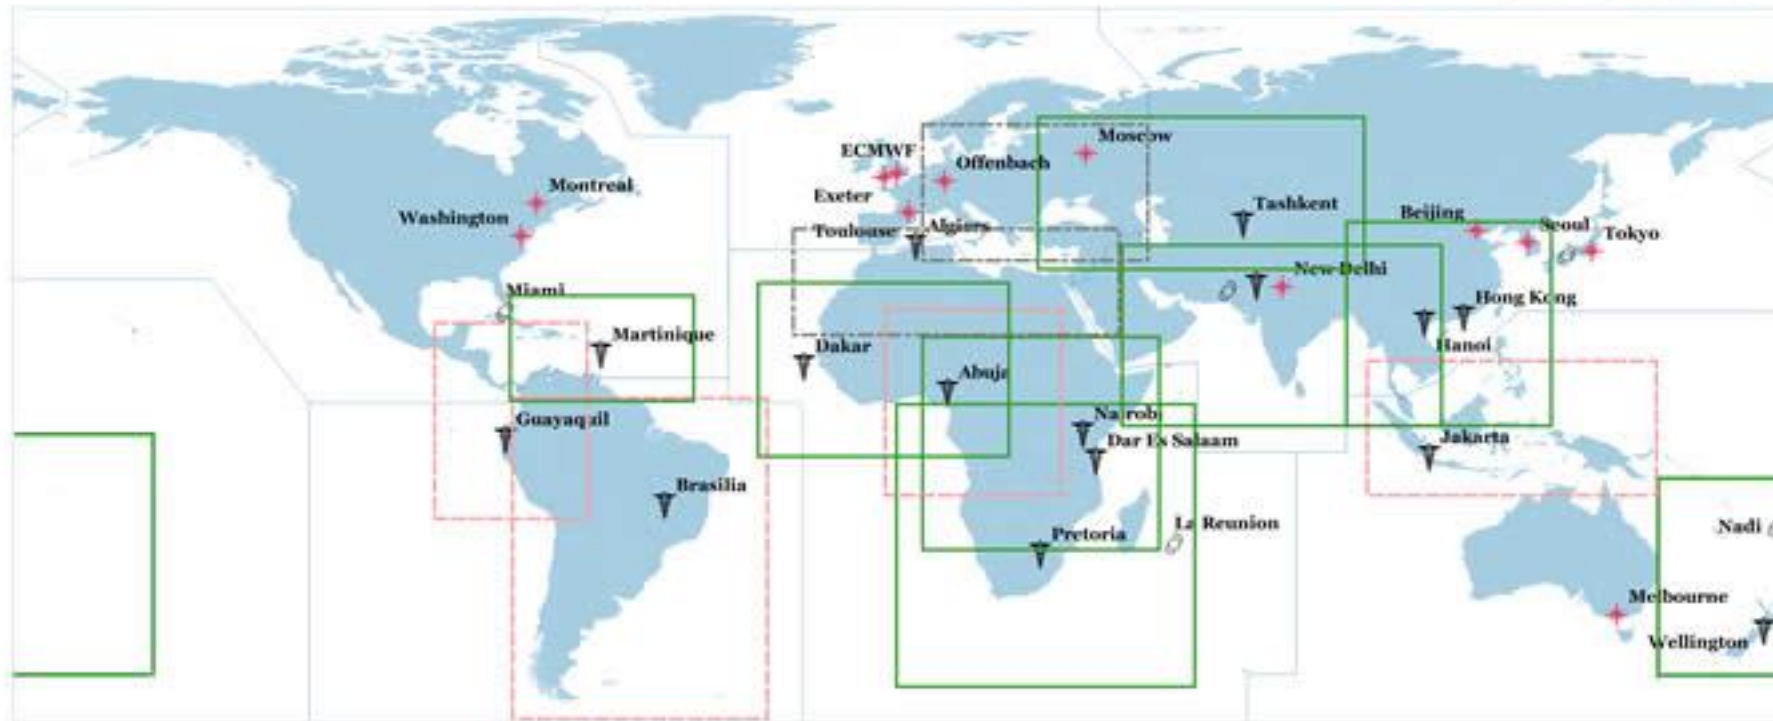 Moscow
ECMWF
Offenbach
Montreal
Exeter
Washington
Tashkent
Beijing
Seoul
Tokyo
Toulouse
Algiers
New Delhi
Miami
Hong Kong
Martinique
Dakar
Hanoi
Abuja
Guayaquil
Nairobi
Dar Es Salaam
Jakarta
Brasilia
La Reunion
Nadi
Pretoria
Melbourne
Wellington